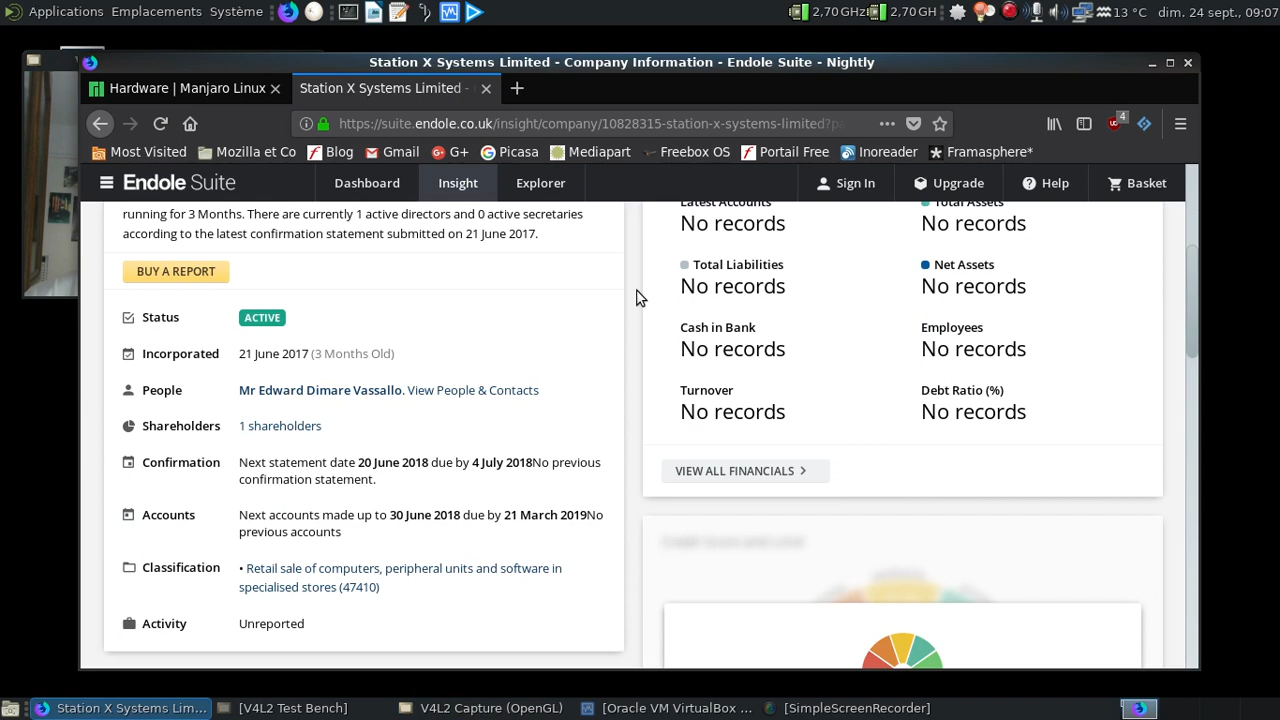 Applications Emplacements Système 2,70 GHz 2,70 GH 13 °C dim. 24 sept., 09:07
Station X Systems Limited - Company Information - Endole Suite - Nightly
Hardware | Manjaro Linux
Station X Systems Limited -
https://suite.endole.co.uk/insight/company/10828315-station-x-systems-limited?p
4
Most Visited Mozilla et Co Blog Gmail G+ Picasa Mediapart Freebox OS Portail Free Inoreader Framasphere*
Endole Suite Dashboard Insight Explorer Sign In Upgrade Help Basket
running for 3 Months. There are currently 1 active directors and 0 active secretaries
according to the latest confirmation statement submitted on 21 June 2017.
BUY A REPORT
Status ACTIVE
Incorporated 21 June 2017 (3 Months Old)
People Mr Edward Dimare Vassallo. View People & Contacts
Shareholders 1 shareholders
Confirmation Next statement date 20 June 2018 due by 4 July 2018No previous
confirmation statement.
Accounts Next accounts made up to 30 June 2018 due by 21 March 2019No
previous accounts
Classification • Retail sale of computers, peripheral units and software in
specialised stores (47410)
Activity Unreported
Latest Accounts Total Assets
No records No records
Total Liabilities Net Assets
No records No records
Cash in Bank Employees
No records No records
Turnover Debt Ratio (%)
No records No records
VIEW ALL FINANCIALS
Station X Systems Lim... [V4L2 Test Bench] V4L2 Capture (OpenGL) [Oracle VM VirtualBox ... [SimpleScreenRecorder]